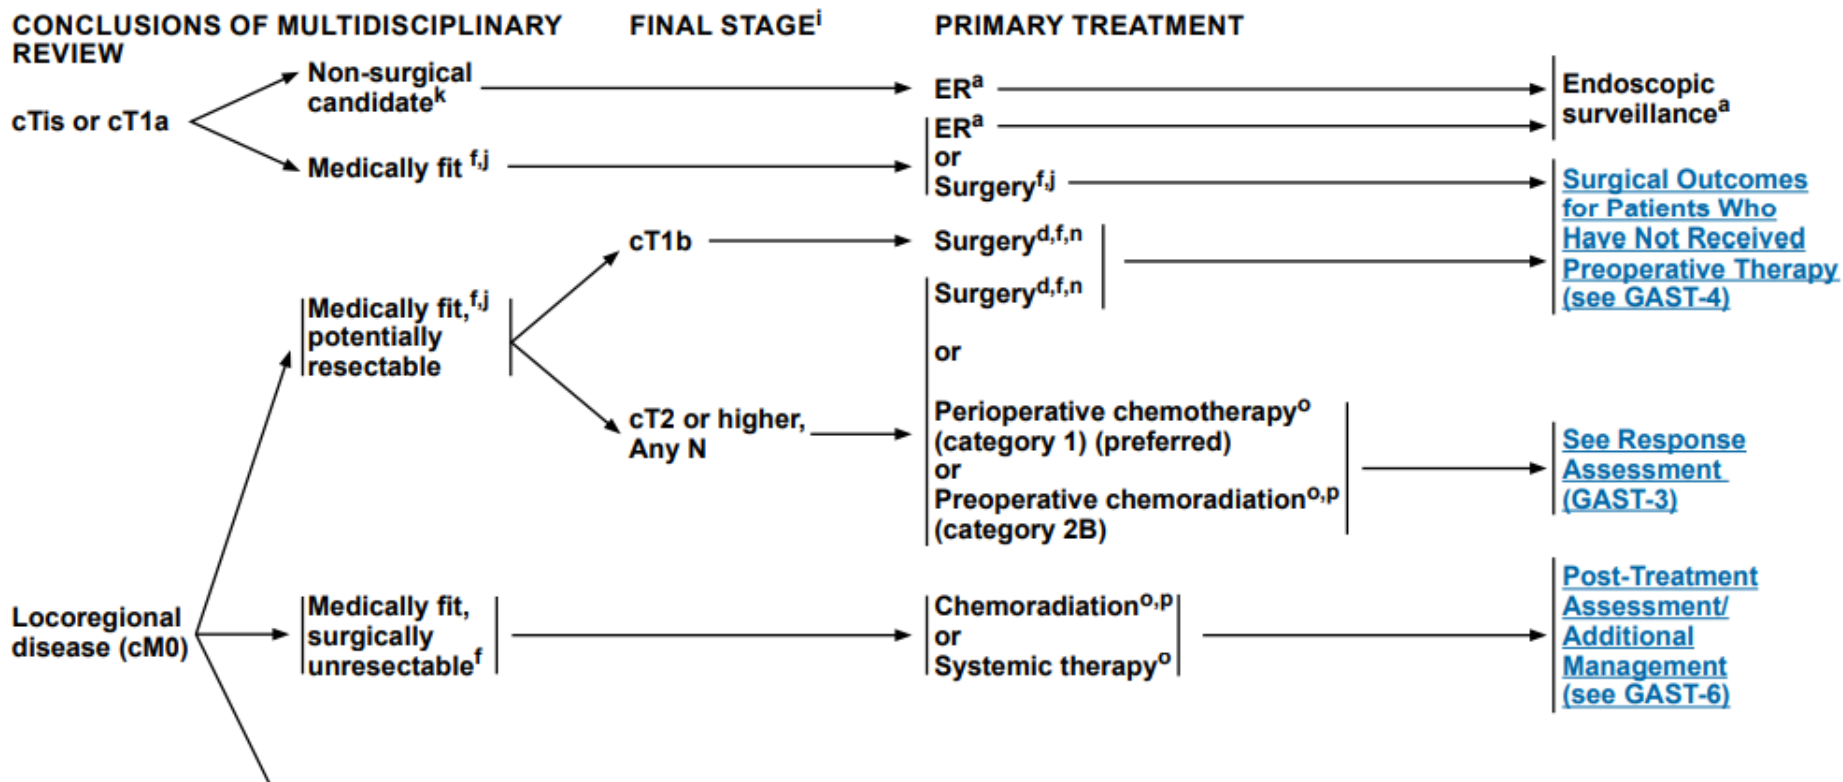 CONCLUSIONS OF MULTIDISCIPLINARY
REVIEW
FINAL STAGEi
PRIMARY TREATMENT
cTis or cT1a
Non-surgical
candidatek
ERa
Endoscopic
surveillancea
Medically fit f,j
ERa
or
Surgeryf,j
Surgical Outcomes
for Patients Who
Have Not Received
Preoperative Therapy
(see GAST-4)
Locoregional
disease (cM0)
Medically fit,f,j
potentially
resectable
cT1b
Surgeryd,f,n
cT2 or higher,
Any N
Surgeryd,f,n
or
Perioperative chemotherapyo
(category 1) (preferred)
or
Preoperative chemoradiationo,p
(category 2B)
See Response
Assessment
(GAST-3)
Medically fit,
surgically
unresectablef
Chemoradiationo,p
or
Systemic therapyo
Post-Treatment
Assessment/
Additional
Management
(see GAST-6)